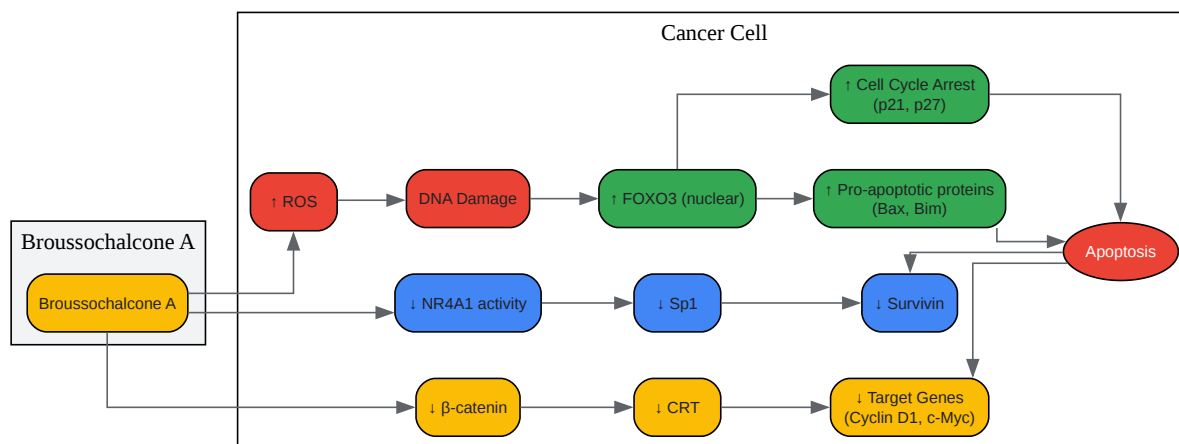 Cancer Cell
↑ Cell Cycle Arrest
(p21, p27)
↑ ROS
DNA Damage
↑ FOXO3 (nuclear)
↑ Pro-apoptotic proteins
(Bax, Bim)
Apoptosis
Broussochalcone A
Broussochalcone A
↓ NR4A1 activity
↓ Sp1
↓ Survivin
↓ β-catenin
↓ CRT
↓ Target Genes
(Cyclin D1, c-Myc)